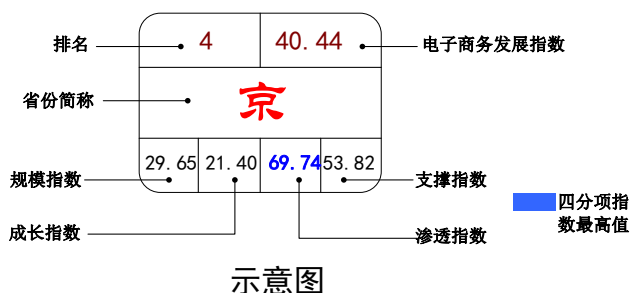 排名 4 40.44 电子商务发展指数
省份简称 京
29.65 21.40 69.74 53.82
规模指数 支撑指数
四分项指
数最高值
成长指数 渗透指数
示意图